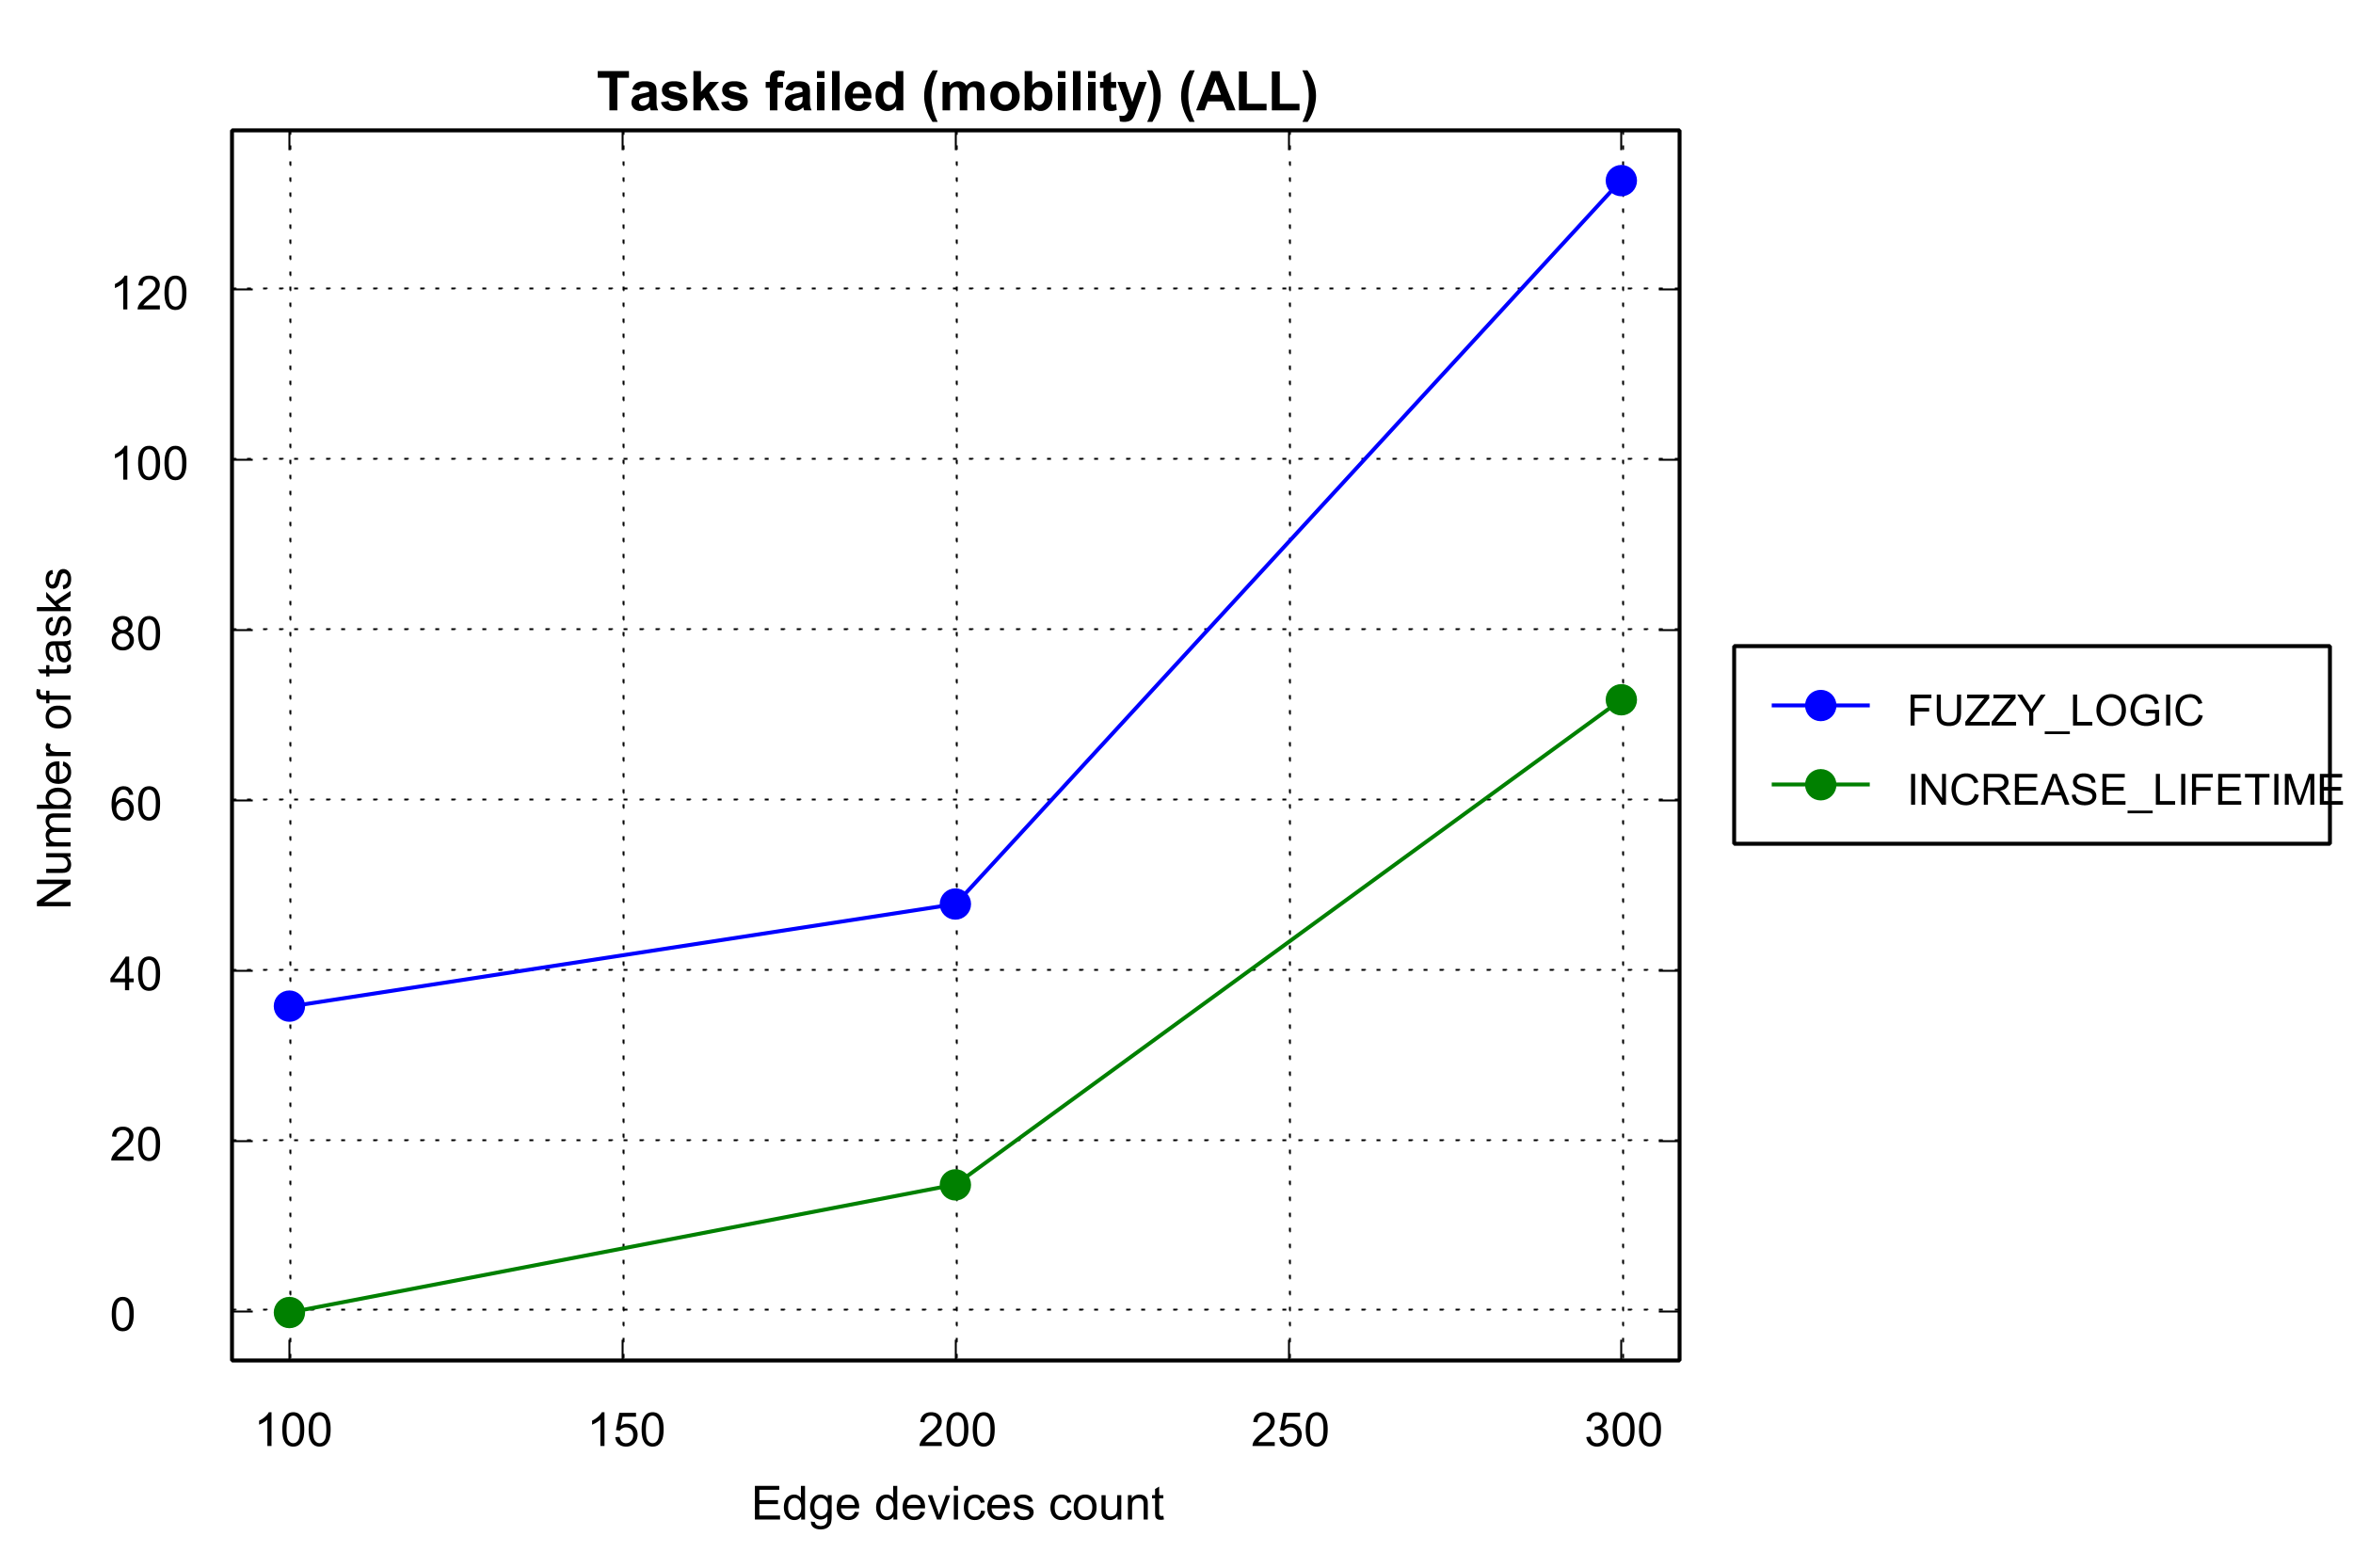 Tasks failed (mobility) (ALL)
120
100
80
60
40
20
0
Number of tasks
100 150 200 250 300
Edge devices count
FUZZY_LOGIC
INCREASE_LIFETIME